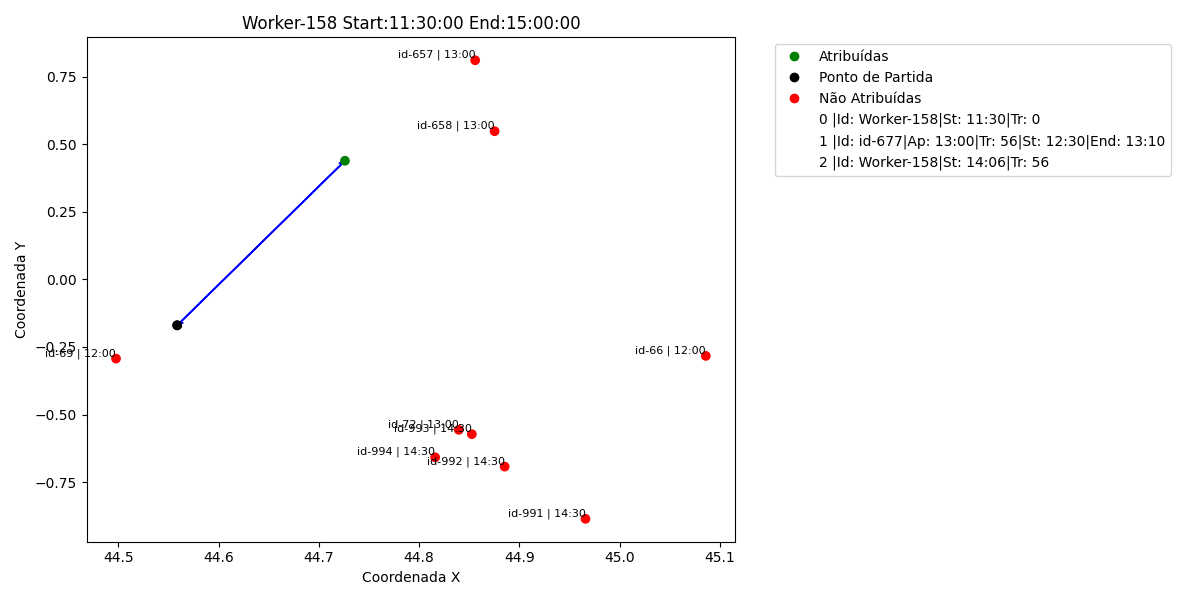 Worker-158 Start:11:30:00 End:15:00:00
Atribuídas
Ponto de Partida
Não Atribuídas
0 |Id: Worker-158|St: 11:30|Tr: 0
1 |Id: id-677|Ap: 13:00|Tr: 56|St: 12:30|End: 13:10
2 |Id: Worker-158|St: 14:06|Tr: 56
id-657 | 13:00
id-658 | 13:00
id-69 | 12:00
id-66 | 12:00
id-72 | 13:00
id-993 | 14:30
id-994 | 14:30
id-992 | 14:30
id-991 | 14:30
Coordenada Y
0.75
0.50
0.25
0.00
−0.25
−0.50
−0.75
44.5 44.6 44.7 44.8 44.9 45.0 45.1
Coordenada X